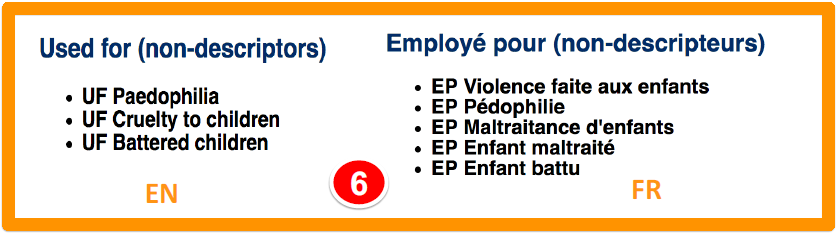 Used for (non-descriptors)
• UF Paedophilia
• UF Cruelty to children
• UF Battered children
EN
6
Employé pour (non-descripteurs)
• EP Violence faite aux enfants
• EP Pédophilie
• EP Maltraitance d'enfants
• EP Enfant maltraité
• EP Enfant battu
FR